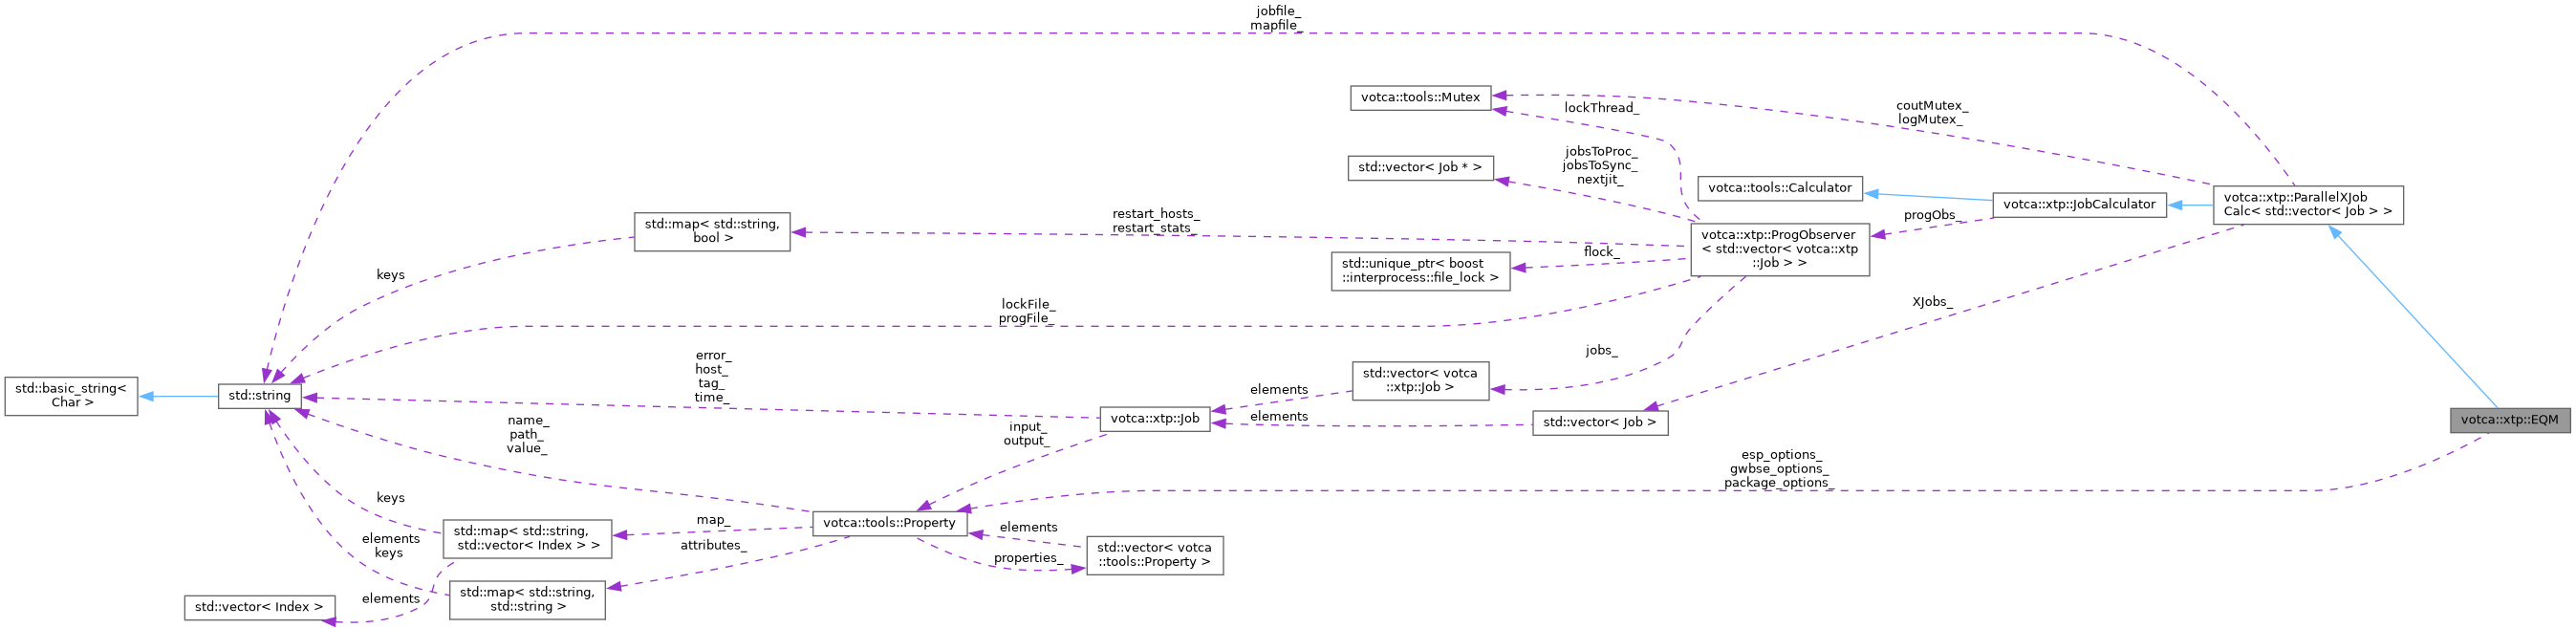 jobfile_
mapfile_
votca::tools::Mutex
lockThread_
coutMutex_
logMutex_
std::vector< Job * >
jobsToProc_
jobsToSync_
nextjit_
votca::tools::Calculator
votca::xtp::JobCalculator
votca::xtp::ParallelXJob
Calc< std::vector< Job > >
progObs_
std::map< std::string,
bool >
restart_hosts_
restart_stats_
votca::xtp::ProgObserver
< std::vector< votca::xtp
::Job > >
std::unique_ptr< boost
::interprocess::file_lock >
flock_
keys
lockFile_
progFile_
XJobs_
jobs_
error_
host_
tag_
time_
std::vector< votca
::xtp::Job >
std::basic_string<
Char >
std::string
elements
elements
votca::xtp::Job
std::vector< Job >
votca::xtp::EQM
name_
path_
value_
input_
output_
esp_options_
gwbse_options_
package_options_
keys
std::map< std::string,
std::vector< Index > >
map_
votca::tools::Property
elements
elements
keys
attributes_
properties_
std::vector< votca
::tools::Property >
std::vector< Index >
elements
std::map< std::string,
std::string >